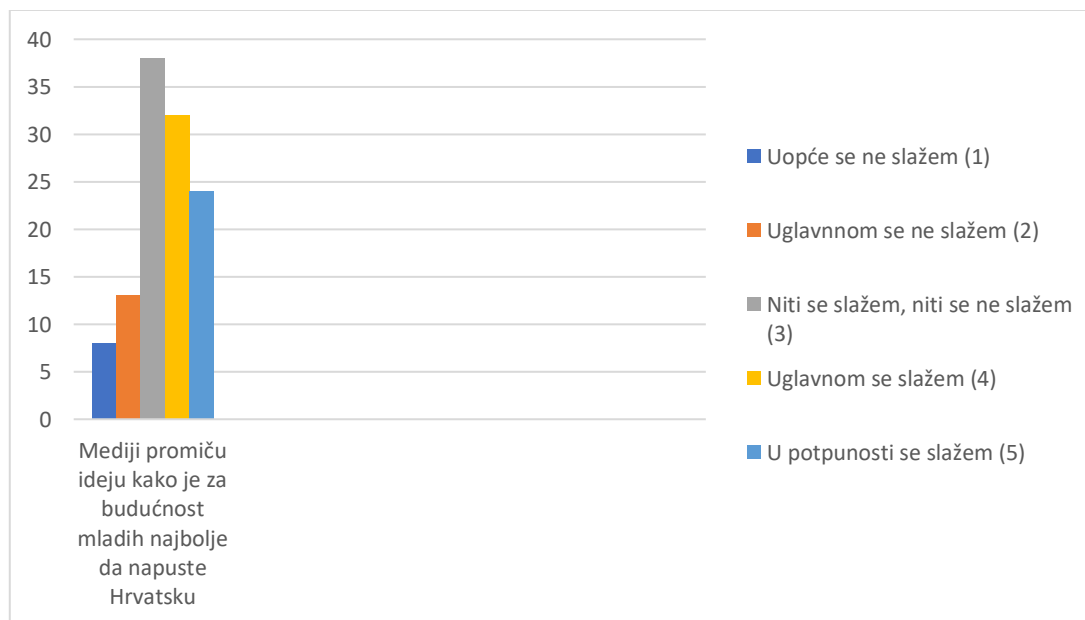 40
35
30
25
20
15
10
5
0
Mediji promiču
ideju kako je za
budućnost
mladih najbolje
da napuste
Hrvatsku
Uopće se ne slažem (1)
Uglavnnom se ne slažem (2)
Niti se slažem, niti se ne slažem
(3)
Uglavnom se slažem (4)
U potpunosti se slažem (5)